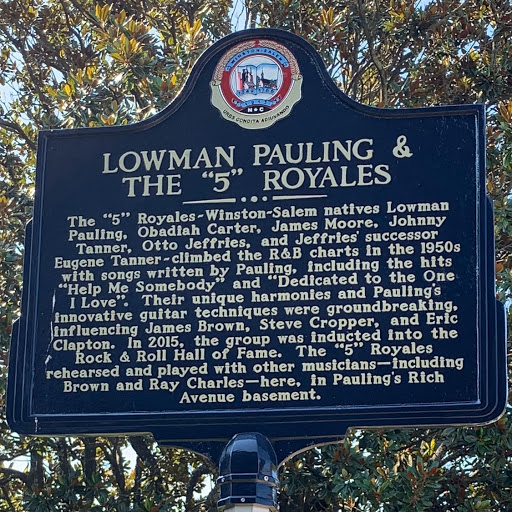 WINSTON-SALEM
N • C
URBS CONDITA ADIUVANDO
LOWMAN PAULING &
THE "5" ROYALES
The "5" Royales-Winston-Salem natives Lowman
Pauling, Obadiah Carter, James Moore, Johnny
Tanner, Otto Jeffries, and Jeffries' successor
Eugene Tanner-climbed the R&B charts in the 1950s
with songs written by Pauling, including the hits
"Help Me Somebody" and "Dedicated to the One
I Love". Their unique harmonies and Pauling's
innovative guitar techniques were groundbreaking,
influencing James Brown, Steve Cropper, and Eric
Clapton. In 2015, the group was inducted into the
Rock & Roll Hall of Fame. The "5" Royales
rehearsed and played with other musicians—including
Brown and Ray Charles—here, in Pauling's Rich
Avenue basement.